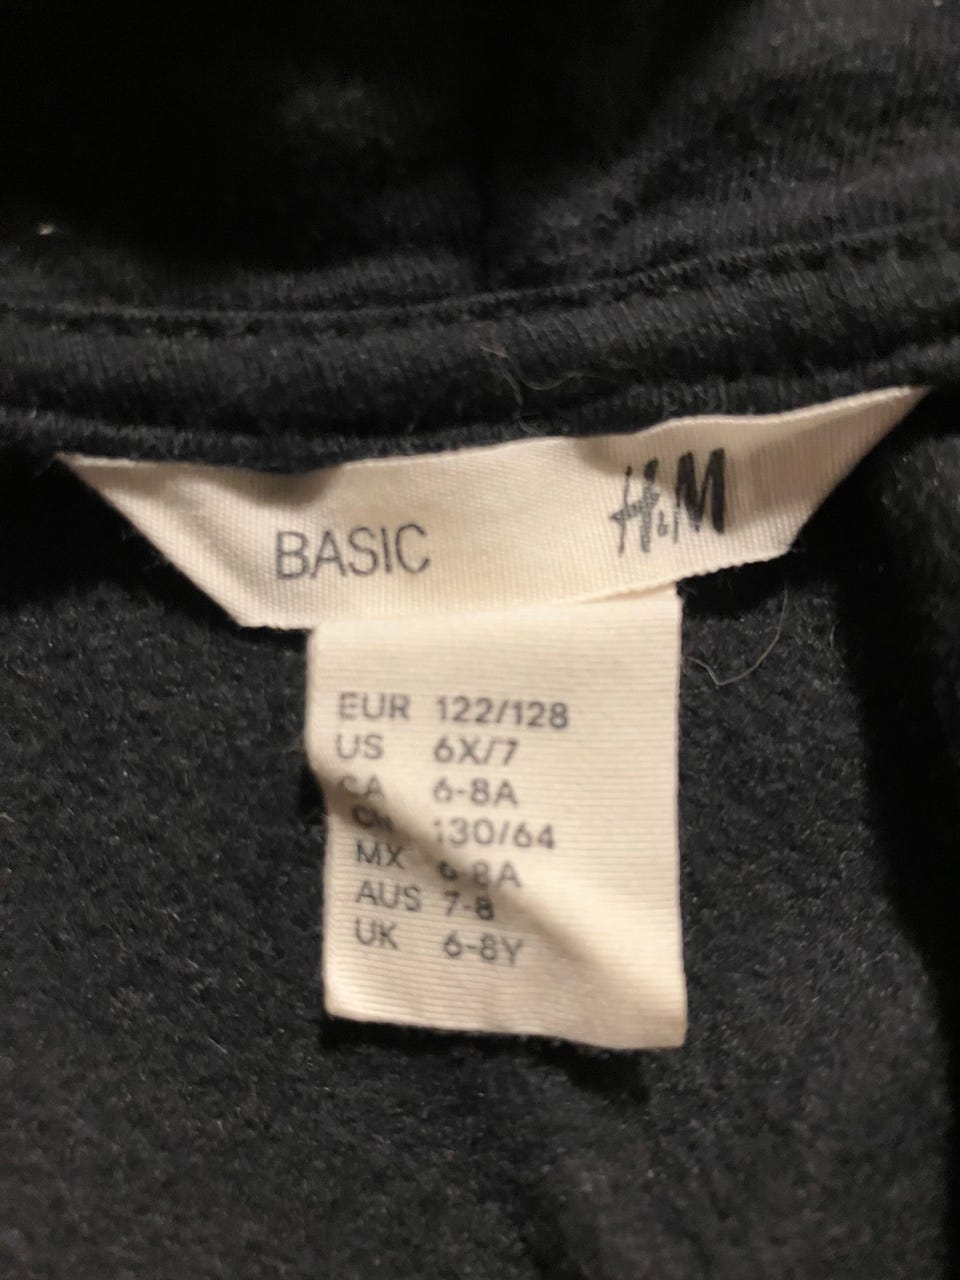 BASIC H&M
EUR 122/128
US 6X/7
CA 6-8A
CN 130/64
MX 6-8A
AUS 7-8
UK 6-8Y